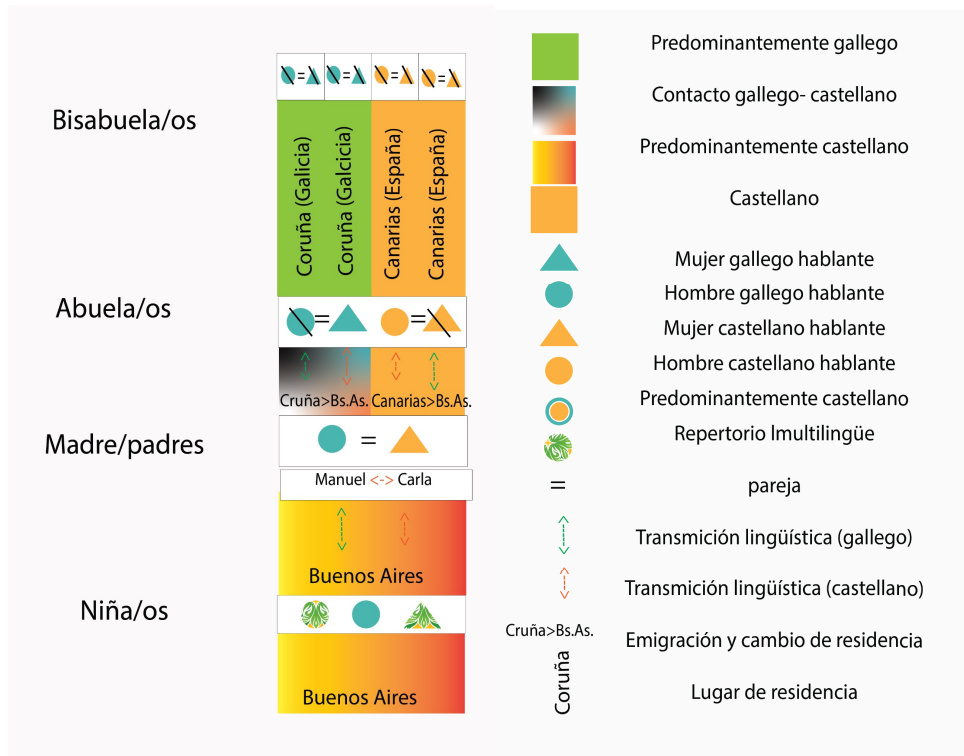 Bisabuela/os
=
=
=
=
Coruña (Galicia)
Coruña (Galcicia)
Canarias (España)
Canarias (España)
Abuela/os
=
=
Cruña>Bs.As.
Canarias>Bs.As.
Madre/padres
=
Manuel <-> Carla
Buenos Aires
Niña/os
Buenos Aires
Predominantemente gallego
Contacto gallego- castellano
Predominantemente castellano
Castellano
Mujer gallego hablante
Hombre gallego hablante
Mujer castellano hablante
Hombre castellano hablante
Predominantemente castellano
Repertorio lmultilingüe
= pareja
Transmición lingüística (gallego)
Transmición lingüística (castellano)
Cruña>Bs.As. Emigración y cambio de residencia
Coruña Lugar de residencia